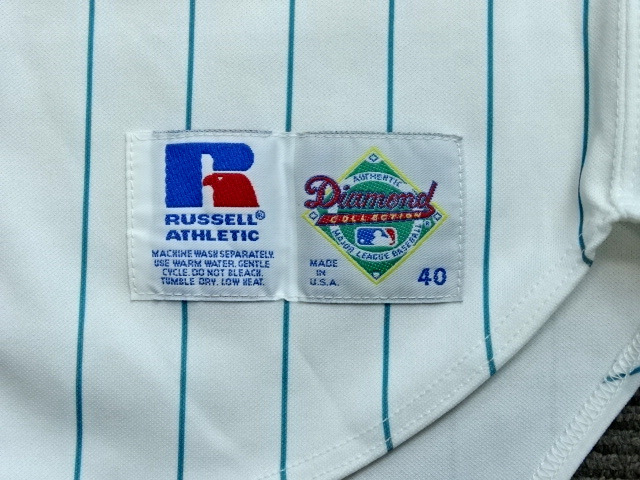 R
RUSSELL®
ATHLETIC
MACHINE WASH SEPARATELY.
USE WARM WATER. GENTLE
CYCLE. DO NOT BLEACH.
TUMBLE DRY. LOW HEAT.
AUTHENTIC
Diamond
COLLECTION
MAJOR LEAGUE BASEBALL
MADE
IN
U.S.A.
40